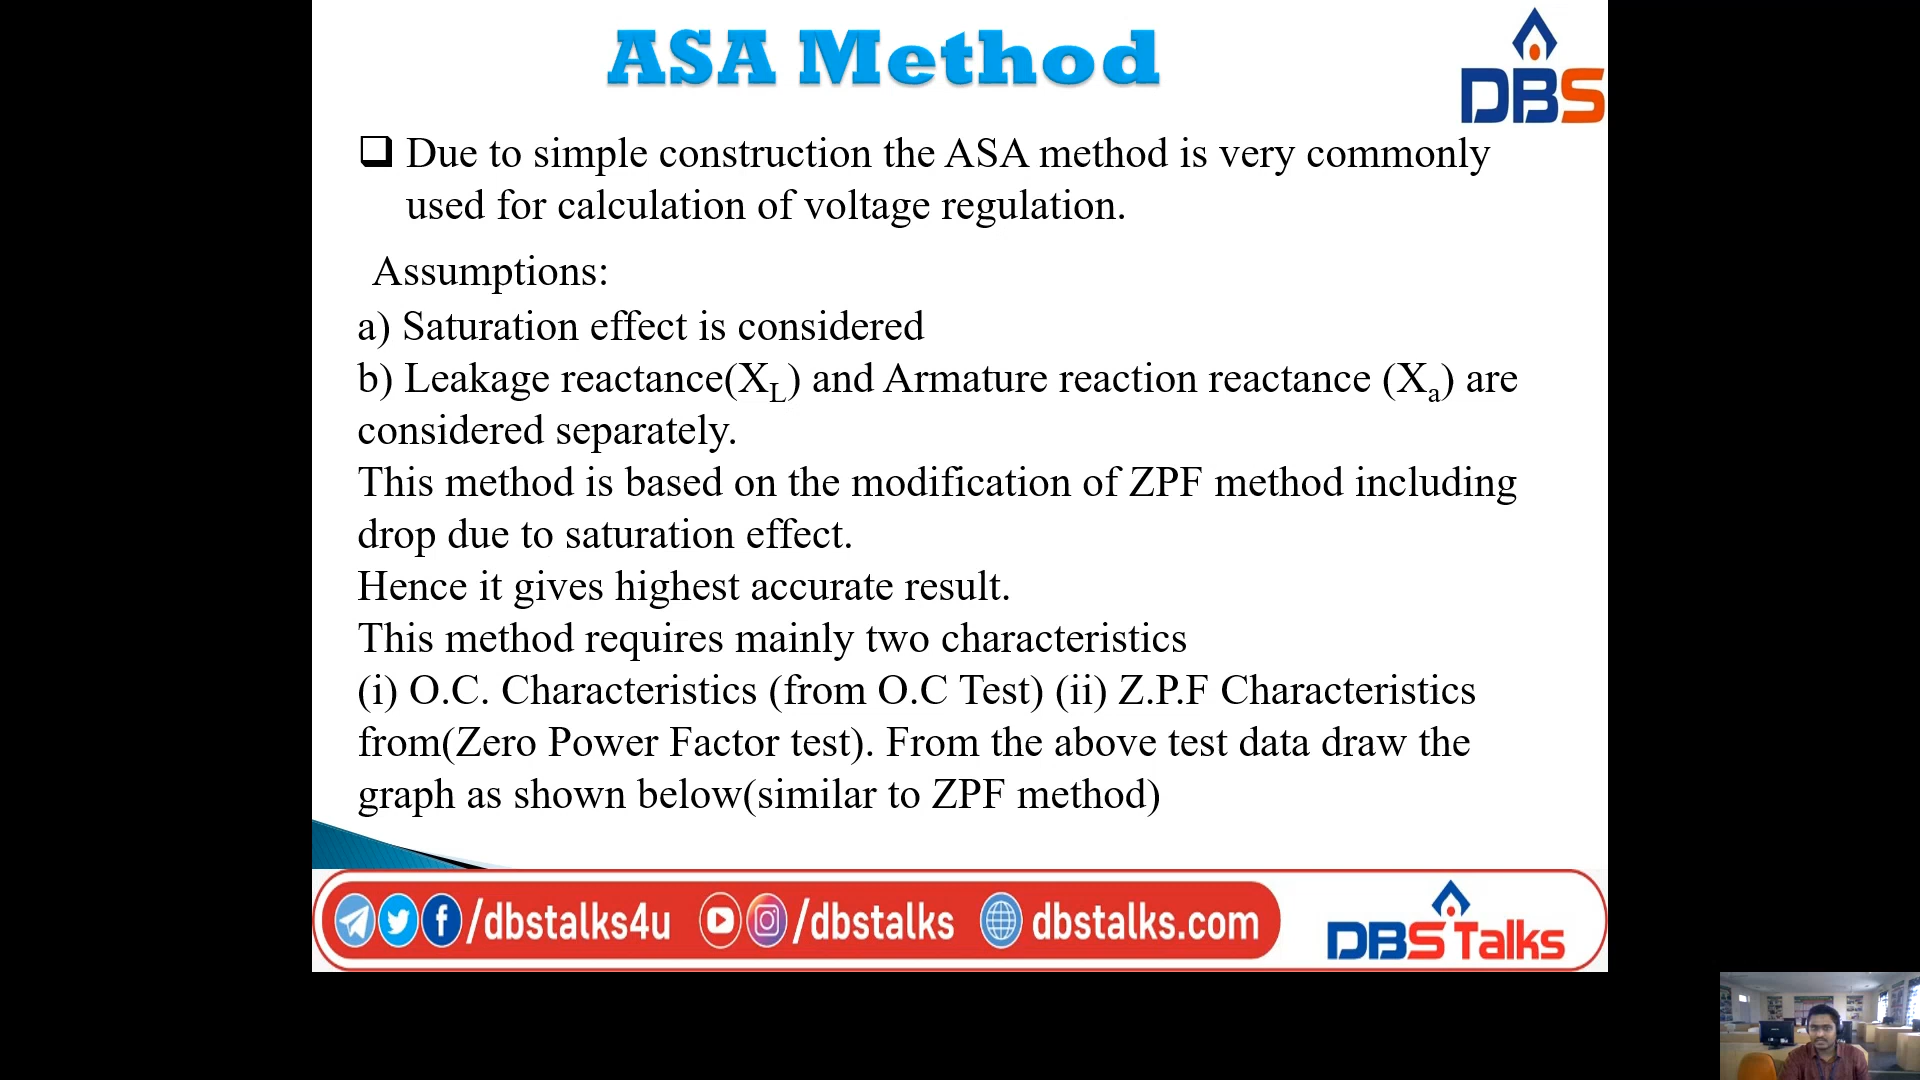 ASA Method
DBS
Due to simple construction the ASA method is very commonly
used for calculation of voltage regulation.
Assumptions:
a) Saturation effect is considered
b) Leakage reactance(X_L) and Armature reaction reactance (X_a) are
considered separately.
This method is based on the modification of ZPF method including
drop due to saturation effect.
Hence it gives highest accurate result.
This method requires mainly two characteristics
(i) O.C. Characteristics (from O.C Test) (ii) Z.P.F Characteristics
from(Zero Power Factor test). From the above test data draw the
graph as shown below(similar to ZPF method)
/dbstalks4u /dbstalks dbstalks.com DBS Talks